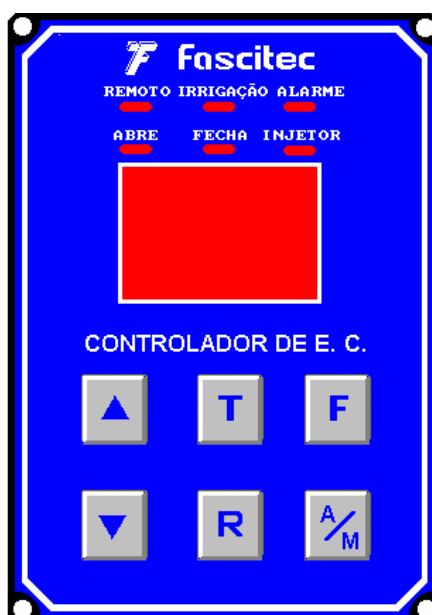 Fascitec
REMOTO IRRIGAÇÃO ALARME
ABRE FECHA INJETOR
CONTROLADOR DE E. C.
T F
R A/M